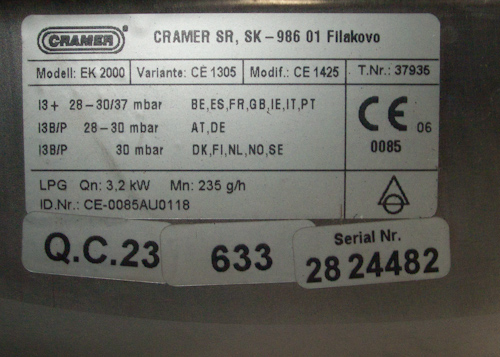 CRAMER CRAMER SR, SK-986 01 Filakovo
Modell: EK 2000 Variante: CE 1305 Modif.: CE 1425 T.Nr.: 37936
I3+ 28-30/37 mbar BE,ES,FR,GB,IE,IT,PT
I3B/P 28-30 mbar AT,DE
I3B/P 30 mbar DK,FI,NL,NO,SE
CE 06
0085
LPG Qn: 3,2 kW Mn: 235 g/h
ID.Nr.: CE-0085AU0118
Q.C.23 633 Serial Nr.
28 24482